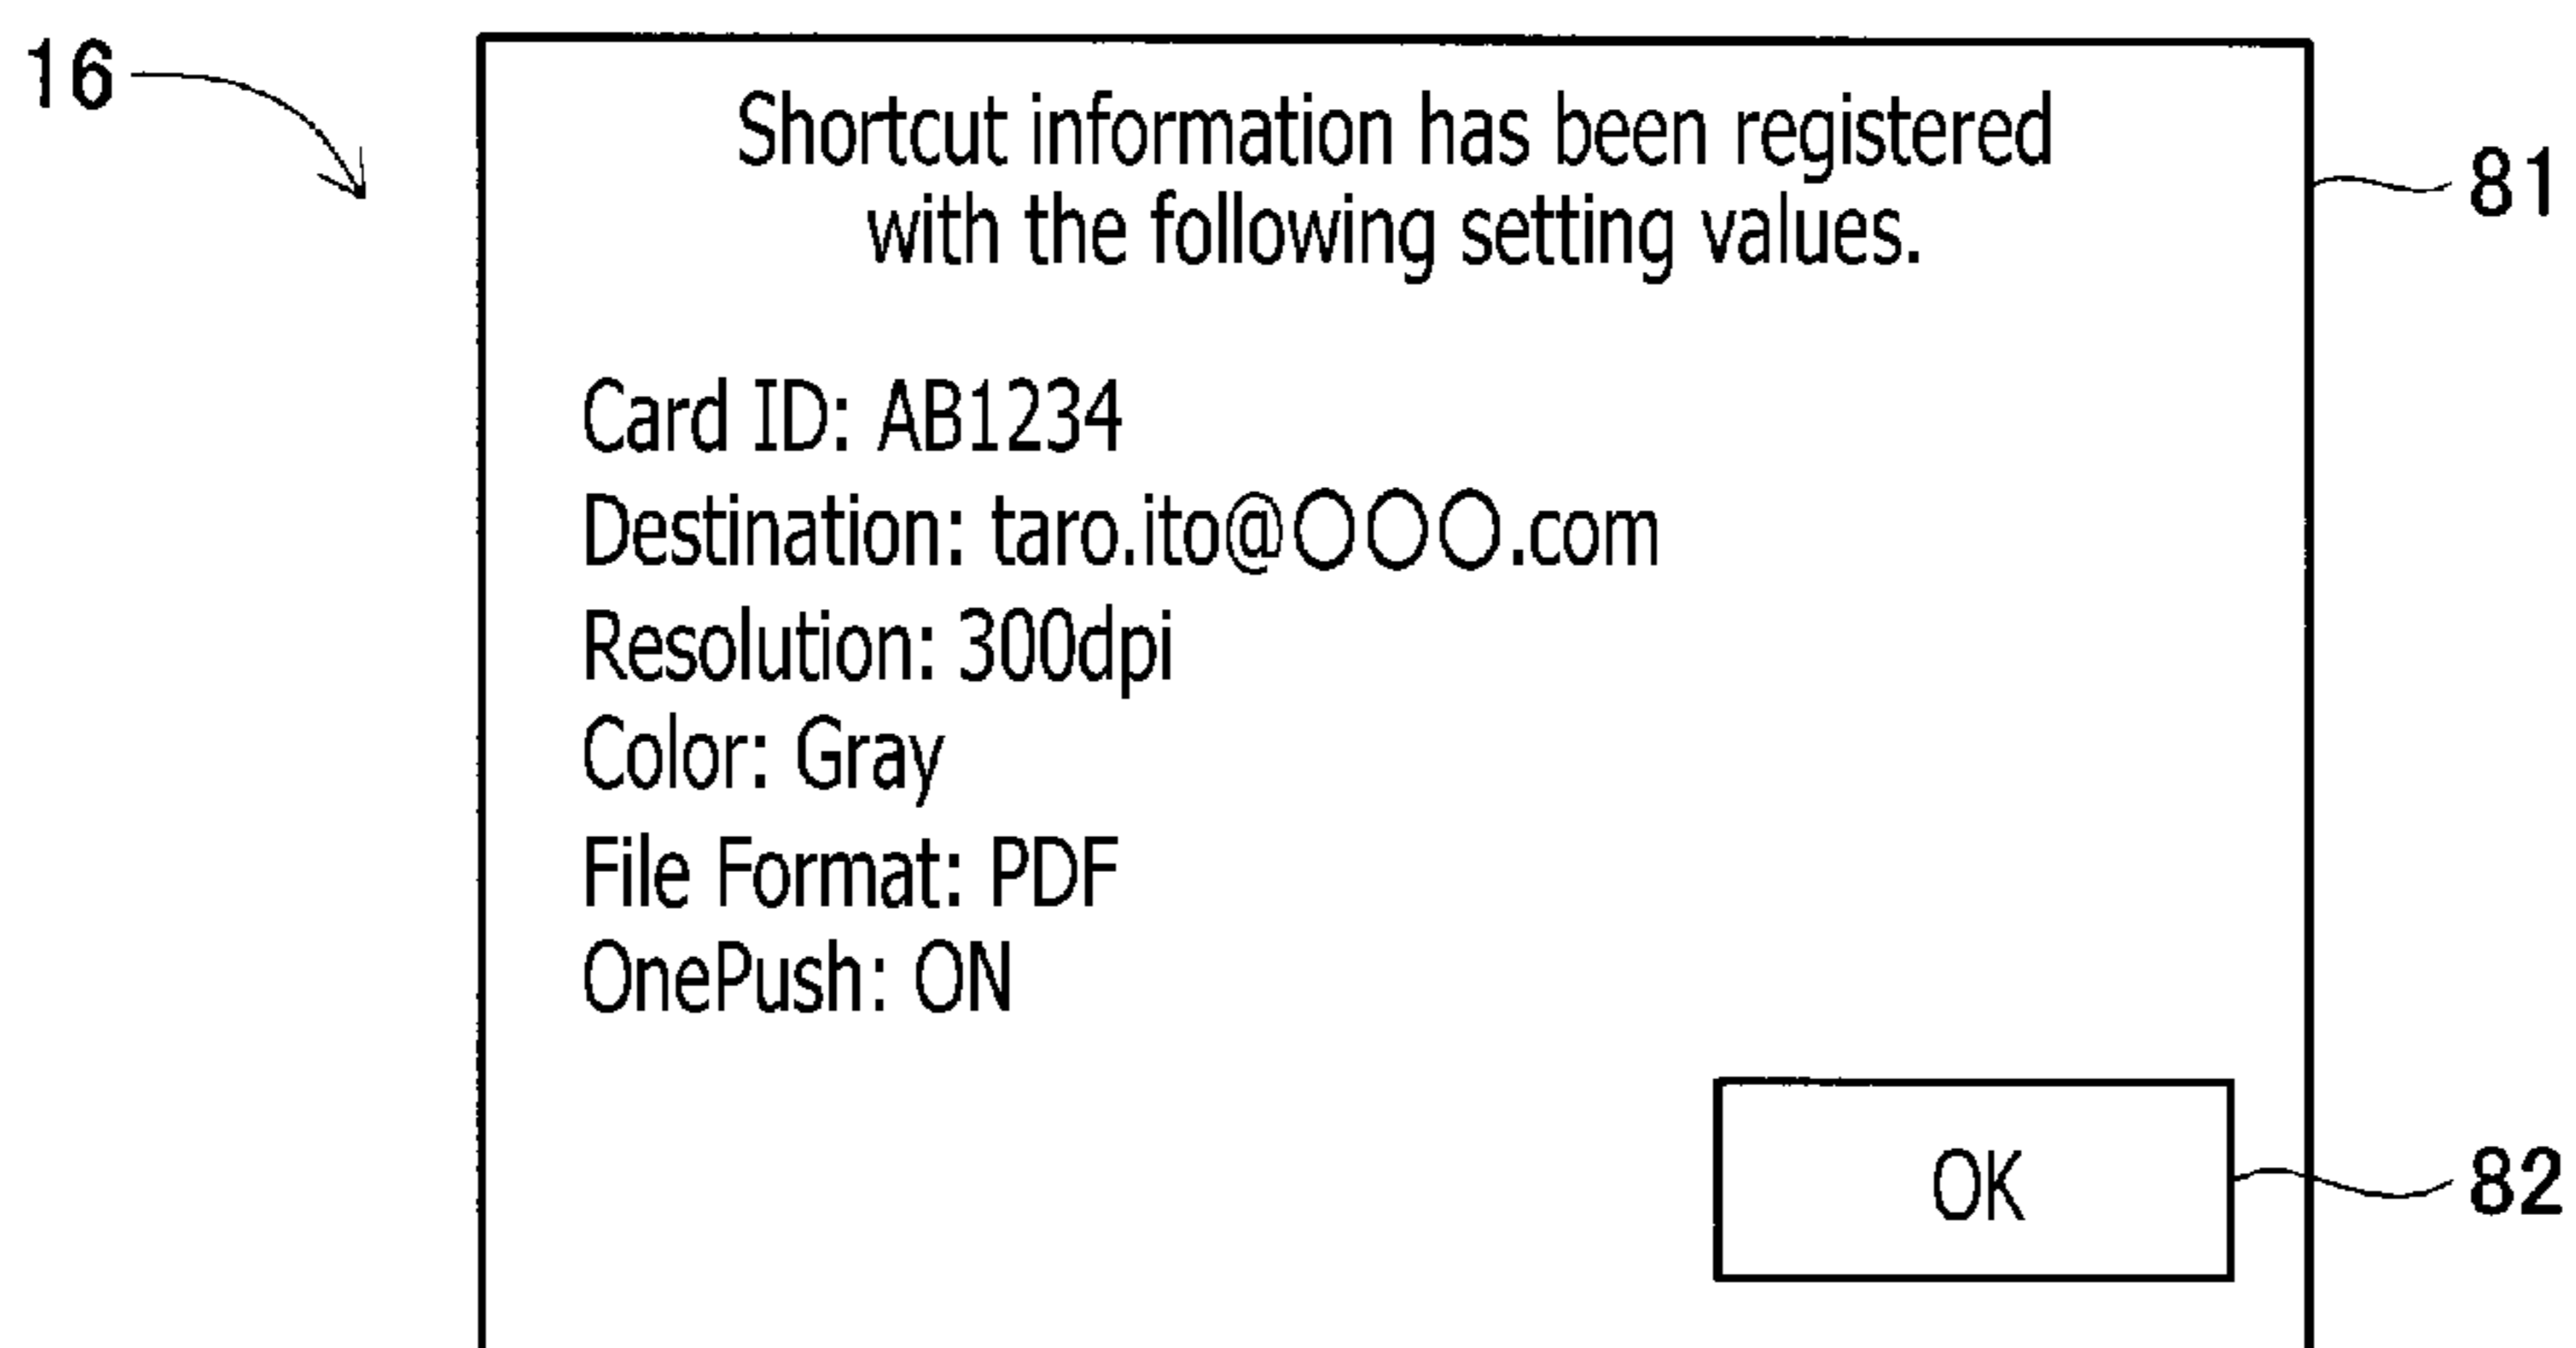 16
Shortcut information has been registered
with the following setting values.
81
Card ID: AB1234
Destination: taro.ito@○○○.com
Resolution: 300dpi
Color: Gray
File Format: PDF
OnePush: ON
OK
82